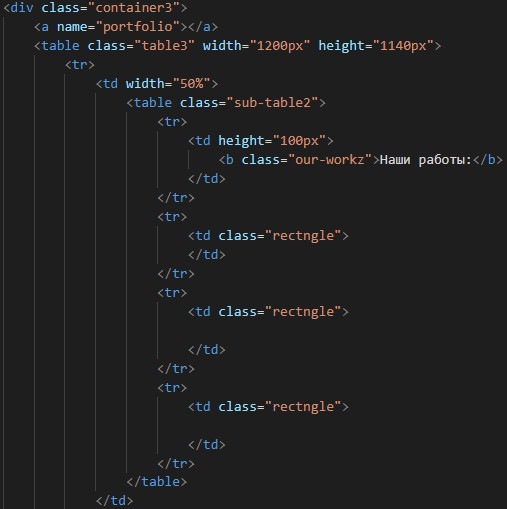 <div class="container3">
<a name="portfolio"></a>
<table class="table3" width="1200px" height="1140px">
<tr>
<td width="50%">
<table class="sub-table2">
<tr>
<td height="100px">
<b class="our-workz">Наши работы:</b>
</td>
</tr>
<tr>
<td class="rectngle">
</td>
</tr>
<tr>
<td class="rectngle">
</td>
</tr>
<tr>
<td class="rectngle">
</td>
</tr>
</table>
</td>